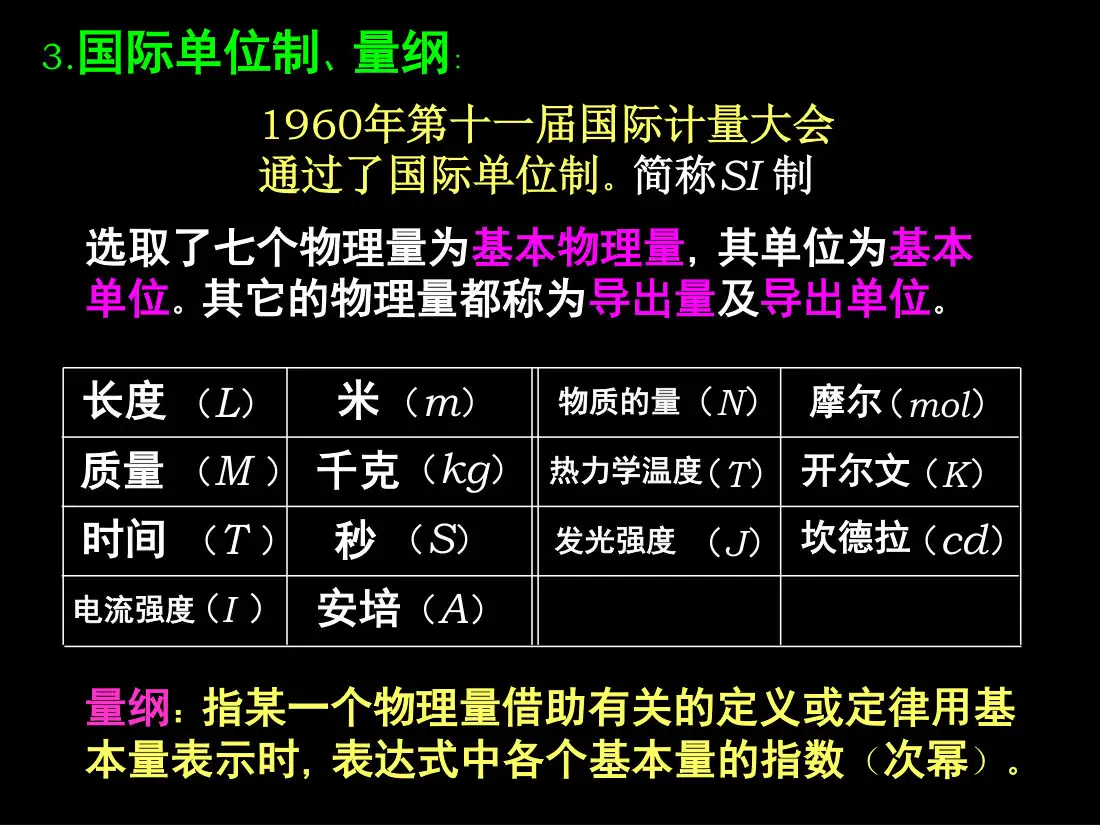 3.国际单位制、量纲:
1960年第十一届国际计量大会
通过了国际单位制。简称SI 制
选取了七个物理量为基本物理量，其单位为基本
单位。其它的物理量都称为导出量及导出单位。
长度 （L） 米（m） 物质的量（N） 摩尔（mol）
质量 （M ） 千克（kg） 热力学温度（T） 开尔文（K）
时间 （T ） 秒 （S） 发光强度 （J） 坎德拉（cd）
电流强度（I ） 安培（A）
量纲：指某一个物理量借助有关的定义或定律用基
本量表示时，表达式中各个基本量的指数（次幂）。